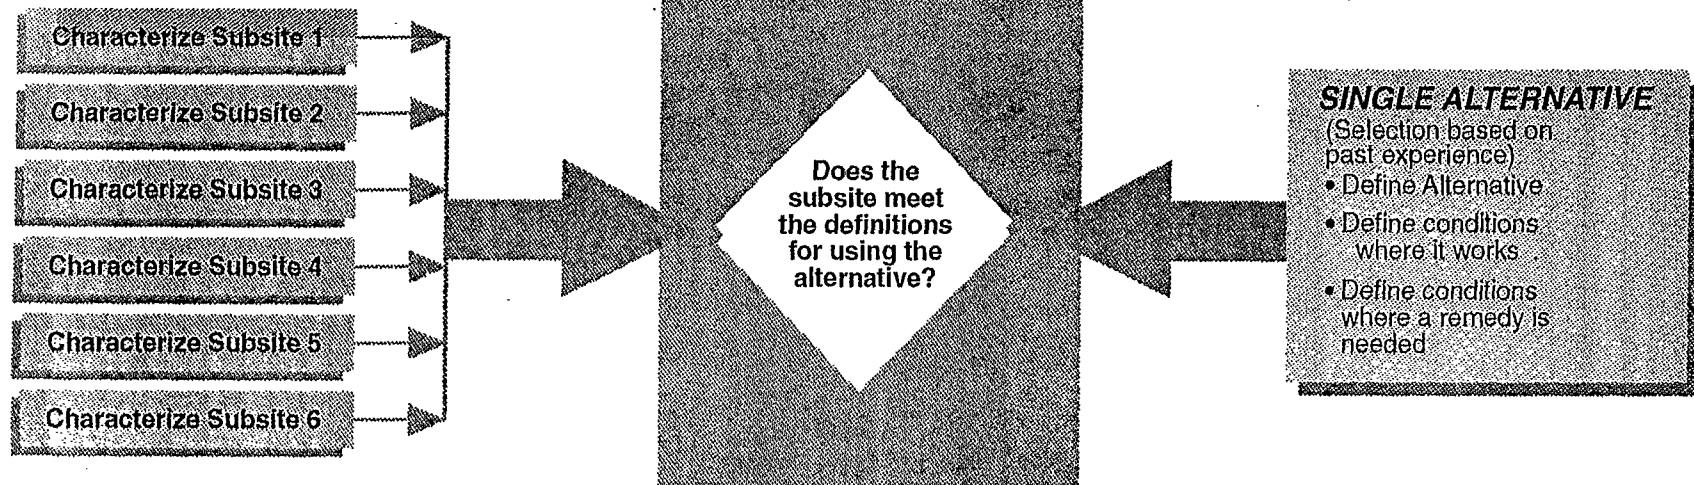 Characterize Subsite 1
Characterize Subsite 2
Characterize Subsite 3
Characterize Subsite 4
Characterize Subsite 5
Characterize Subsite 6
Does the
subsite meet
the definitions
for using the
alternative?
SINGLE ALTERNATIVE
(Selection based on
past experience)
• Define Alternative
• Define conditions
where it works
• Define conditions
where a remedy is
needed